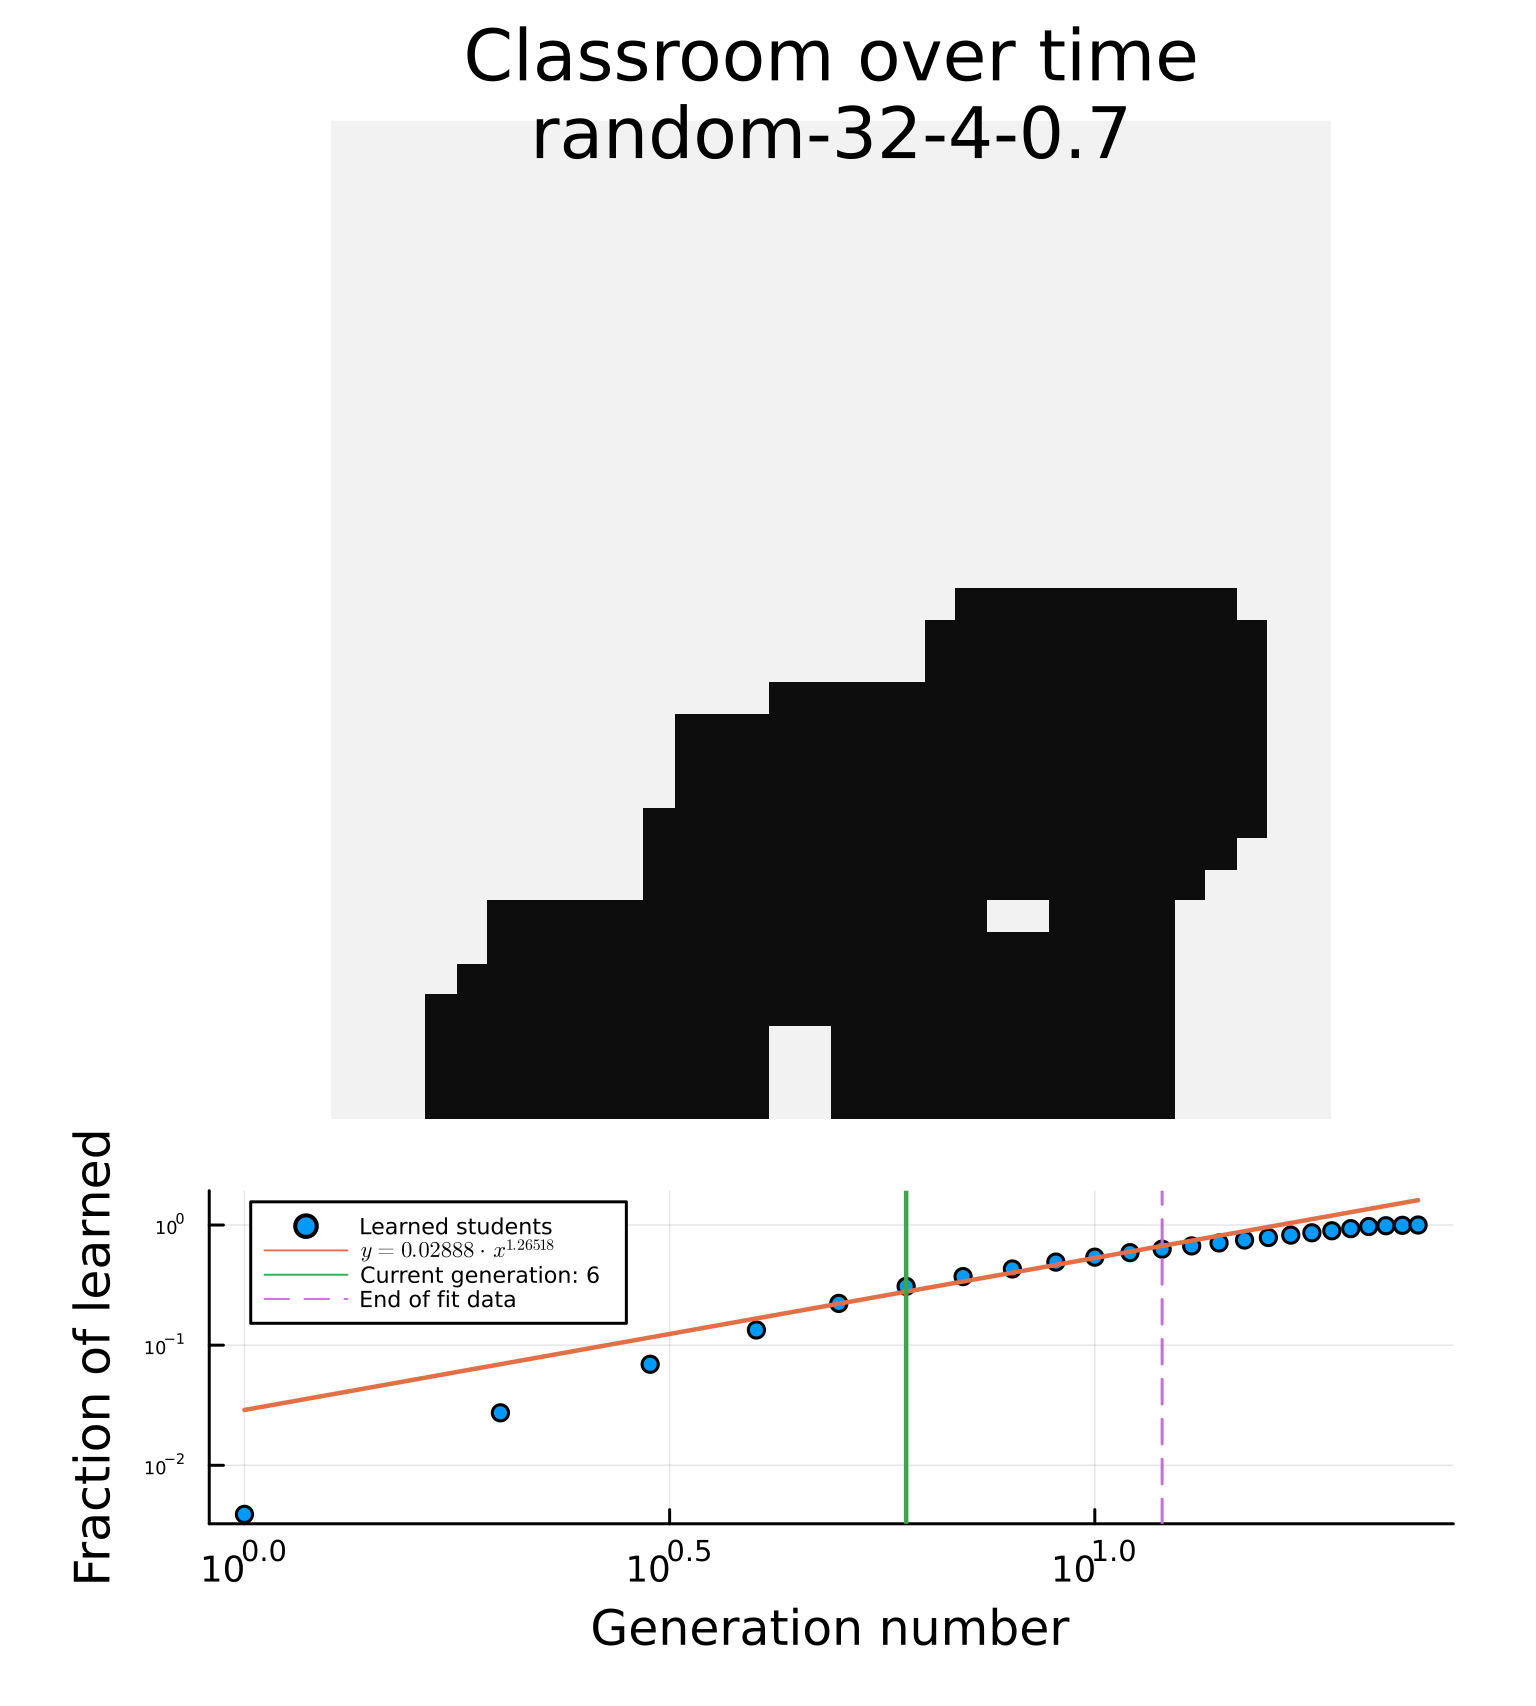 Classroom over time
random-32-4-0.7
Fraction of learned
10^0
10^-1
10^-2
Learned students
y = 0.02888 · x^1.26518
Current generation: 6
End of fit data
10^0.0
10^0.5
10^1.0
Generation number